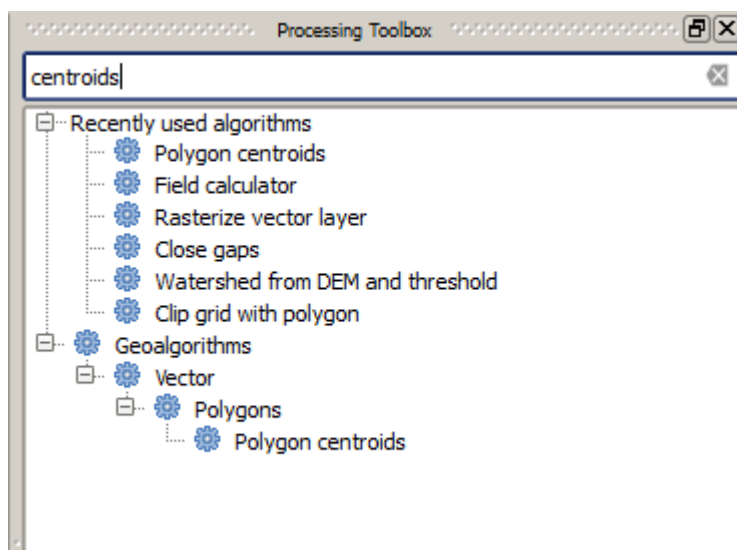 Processing Toolbox
centroids
Recently used algorithms
Polygon centroids
Field calculator
Rasterize vector layer
Close gaps
Watershed from DEM and threshold
Clip grid with polygon
Geoalgorithms
Vector
Polygons
Polygon centroids